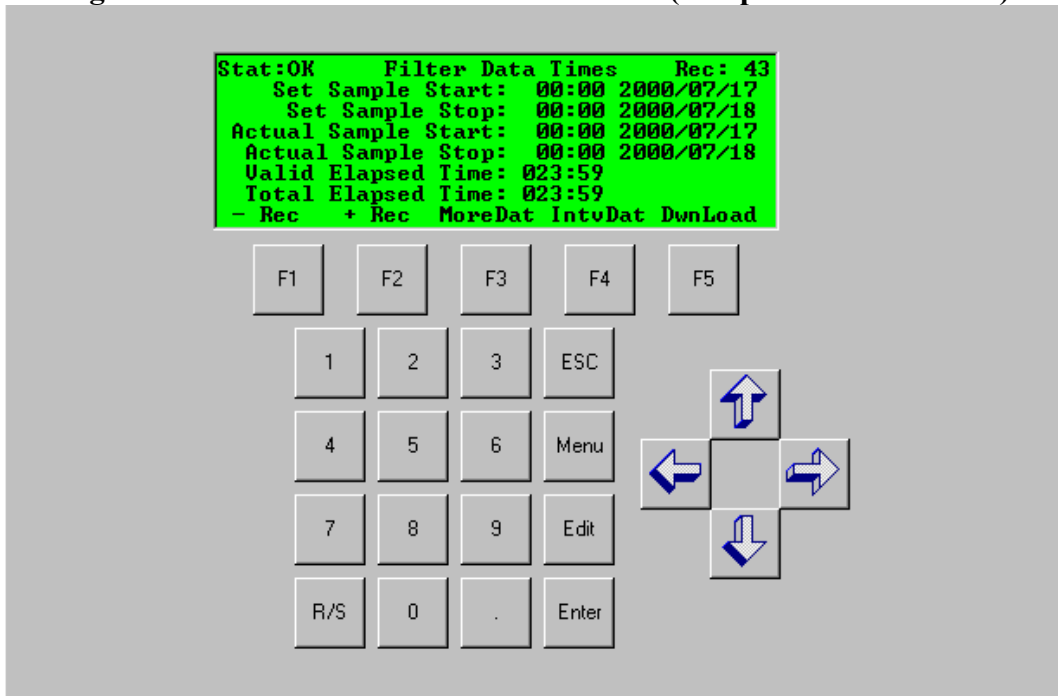 Stat:OK Filter Data Times Rec: 43
Set Sample Start: 00:00 2000/07/17
Set Sample Stop: 00:00 2000/07/18
Actual Sample Start: 00:00 2000/07/17
Actual Sample Stop: 00:00 2000/07/18
Valid Elapsed Time: 023:59
Total Elapsed Time: 023:59
- Rec + Rec MoreDat IntvDat DwnLoad
F1 F2 F3 F4 F5
1 2 3 ESC
4 5 6 Menu
7 8 9 Edit
R/S 0 . Enter